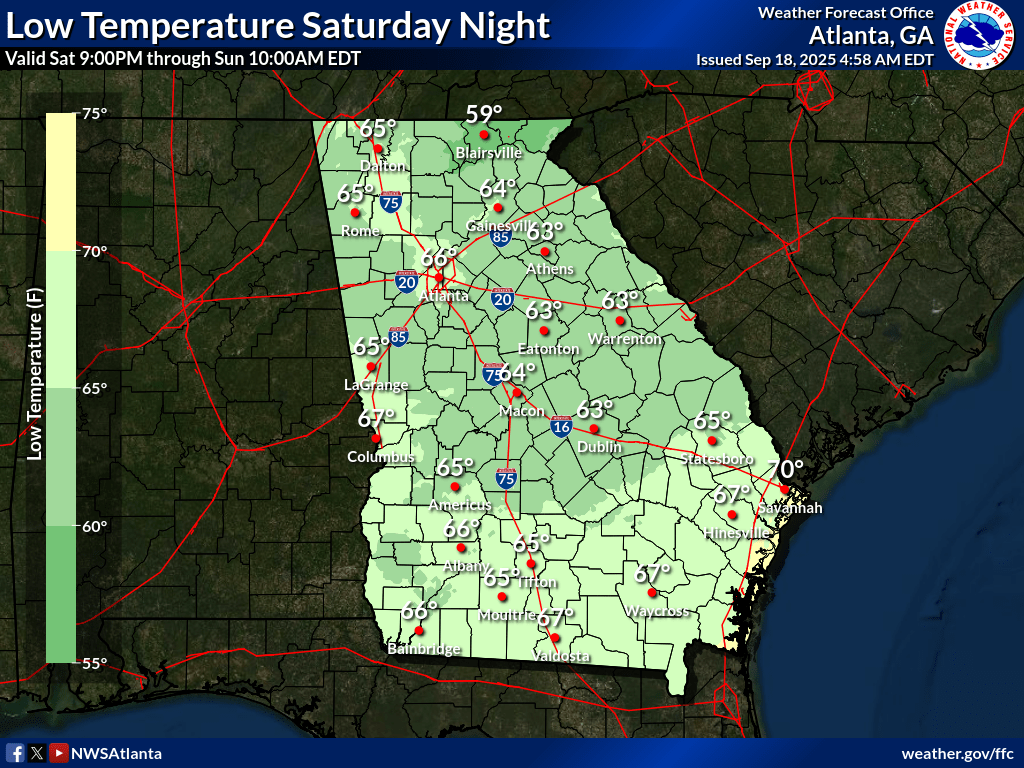 Low Temperature Saturday Night
Valid Sat 9:00PM through Sun 10:00AM EDT
Weather Forecast Office
Atlanta, GA
Issued Sep 18, 2025 4:58 AM EDT
NATIONAL WEATHER SERVICE
Low Temperature (F)
75°
70°
65°
60°
55°
65°
Dalton
59°
Blairsville
65°
Rome
75
64°
Gainesville
85
63°
Athens
66°
Atlanta
20
20
63°
Eatonton
63°
Warrenton
85
65°
LaGrange
75
64°
Macon
67°
Columbus
16
63°
Dublin
65°
Statesboro
65°
Americus
75
70°
Savannah
67°
Hinesville
66°
Albany
65°
Tifton
65°
Moultrie
67°
Waycross
66°
Bainbridge
67°
Valdosta
NWSAtlanta
weather.gov/ffc